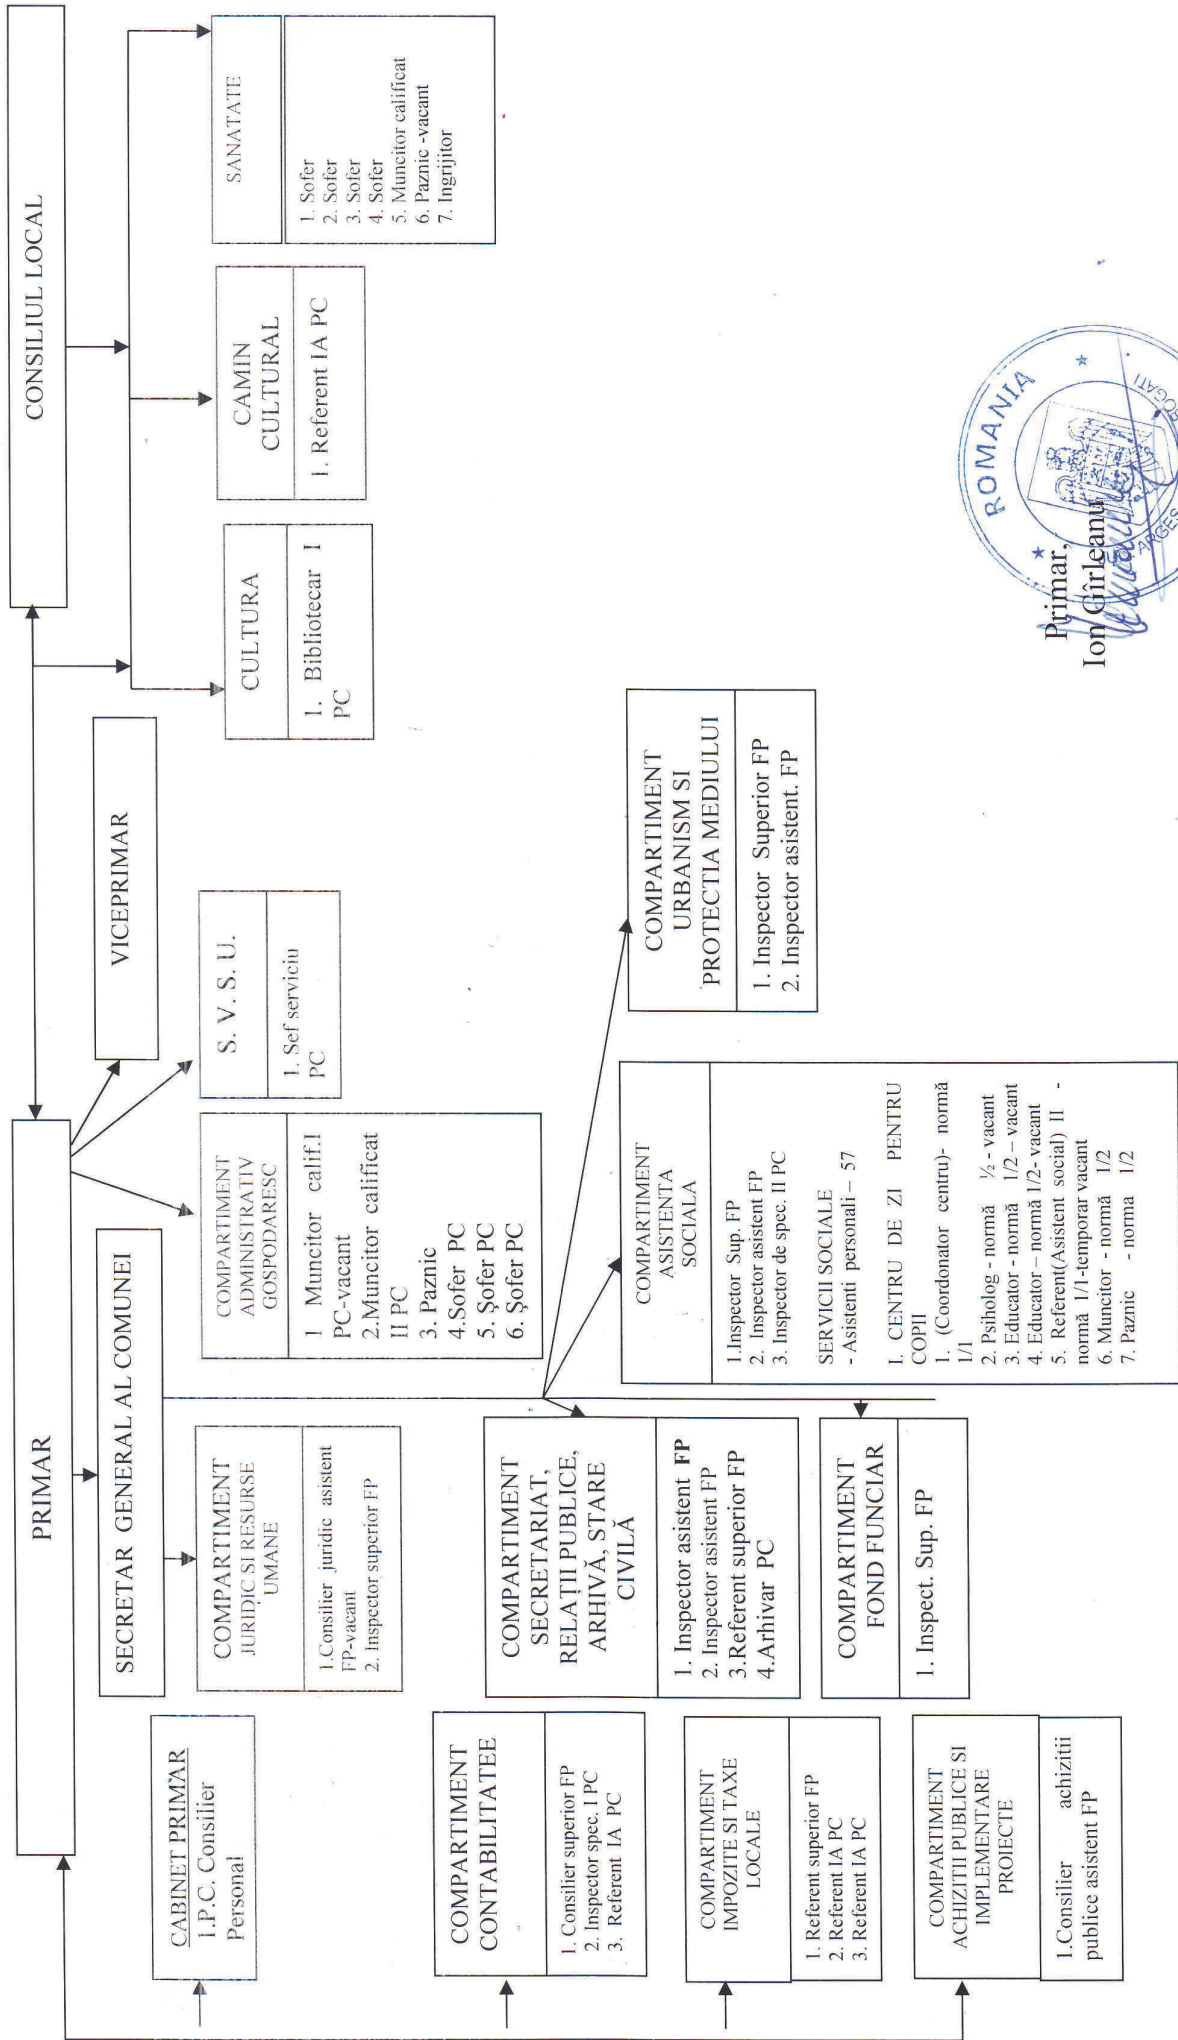 CONSILIUL LOCAL
PRIMAR
VICEPRIMAR
SECRETAR GENERAL AL COMUNEI
CABINET PRIMAR
1.P.C. Consilier
Personal
COMPARTIMENT
JURIDIC SI RESURSE
UMANE
1.Consilier juridic asistent
FP-vacant
2. Inspector superior FP
COMPARTIMENT
ADMINISTRATIV
GOSPODARESC
1 Muncitor calif.I
PC-vacant
2.Muncitor calificat
II PC
3. Paznic
4.Sofer PC
5. Şofer PC
6. Şofer PC
S. V. S. U.
1. Sef serviciu
PC
CULTURA
1. Bibliotecar I
PC
CAMIN
CULTURAL
1. Referent IA PC
SANATATE
1. Sofer
2. Sofer
3. Sofer
4. Sofer
5. Muncitor calificat
6. Paznic -vacant
7. Ingrijitor
COMPARTIMENT
CONTABILITATEE
1. Consilier superior FP
2. Inspector spec. I PC
3. Referent IA PC
COMPARTIMENT
SECRETARIAT,
RELAȚII PUBLICE,
ARHIVĂ, STARE
CIVILĂ
1. Inspector asistent FP
2. Inspector asistent FP
3.Referent superior FP
4.Arhivar PC
COMPARTIMENT
ASISTENTA
SOCIALA
1.Inspector Sup. FP
2. Inspector asistent FP
3. Inspector de spec. II PC
SERVICII SOCIALE
- Asistenti personali – 57
I. CENTRU DE ZI PENTRU
COPII
1. (Coordonator centru)- normă
1/1
2. Psiholog - normă ½ - vacant
3. Educator - normă 1/2 – vacant
4. Educator – normă 1/2- vacant
5. Referent(Asistent social) II -
normă 1/1-temporar vacant
6. Muncitor - normă 1/2
7. Paznic - norma 1/2
COMPARTIMENT
URBANISM SI
PROTECTIA MEDIULUI
1. Inspector Superior FP
2. Inspector asistent. FP
COMPARTIMENT
IMPOZITE SI TAXE
LOCALE
1. Referent superior FP
2. Referent IA PC
3. Referent IA PC
COMPARTIMENT
FOND FUNCIAR
1. Inspect. Sup. FP
COMPARTIMENT
ACHIZITII PUBLICE SI
IMPLEMENTARE
PROIECTE
1.Consilier achizitii
publice asistent FP
Primar,
Ion Gîrleanu
ROMANIA
ARGES